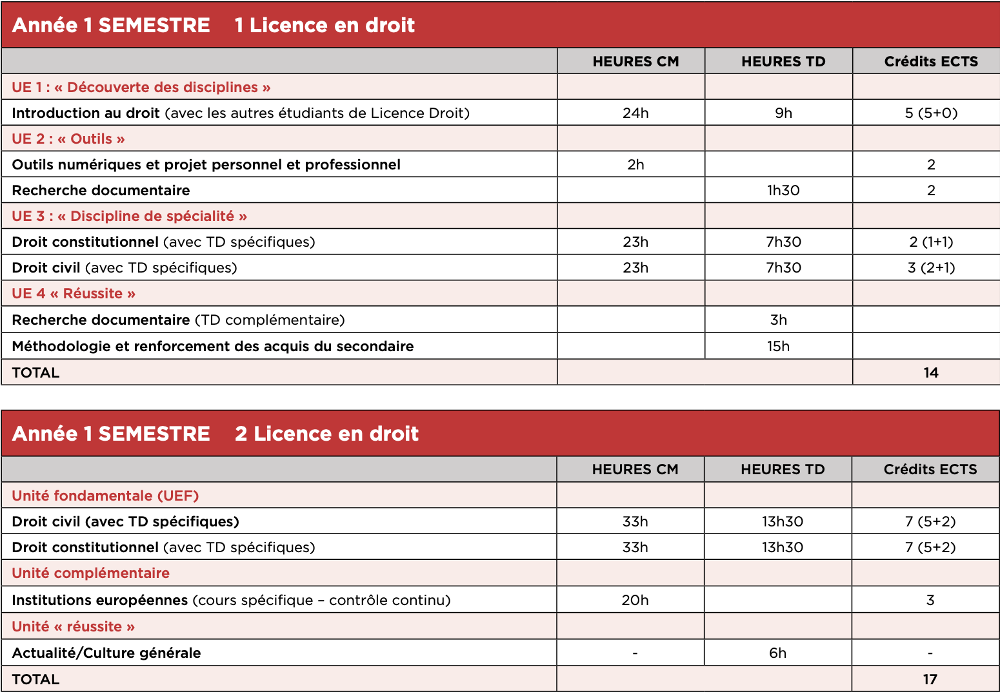 Année 1 SEMESTRE 1 Licence en droit
HEURES CM HEURES TD Crédits ECTS
UE 1 : « Découverte des disciplines »
Introduction au droit (avec les autres étudiants de Licence Droit) 24h 9h 5 (5+0)
UE 2 : « Outils »
Outils numériques et projet personnel et professionnel 2h 2
Recherche documentaire 1h30 2
UE 3 : « Discipline de spécialité »
Droit constitutionnel (avec TD spécifiques) 23h 7h30 2 (1+1)
Droit civil (avec TD spécifiques) 23h 7h30 3 (2+1)
UE 4 « Réussite »
Recherche documentaire (TD complémentaire) 3h
Méthodologie et renforcement des acquis du secondaire 15h
TOTAL 14
Année 1 SEMESTRE 2 Licence en droit
HEURES CM HEURES TD Crédits ECTS
Unité fondamentale (UEF)
Droit civil (avec TD spécifiques) 33h 13h30 7 (5+2)
Droit constitutionnel (avec TD spécifiques) 33h 13h30 7 (5+2)
Unité complémentaire
Institutions européennes (cours spécifique – contrôle continu) 20h 3
Unité « réussite »
Actualité/Culture générale - 6h -
TOTAL 17